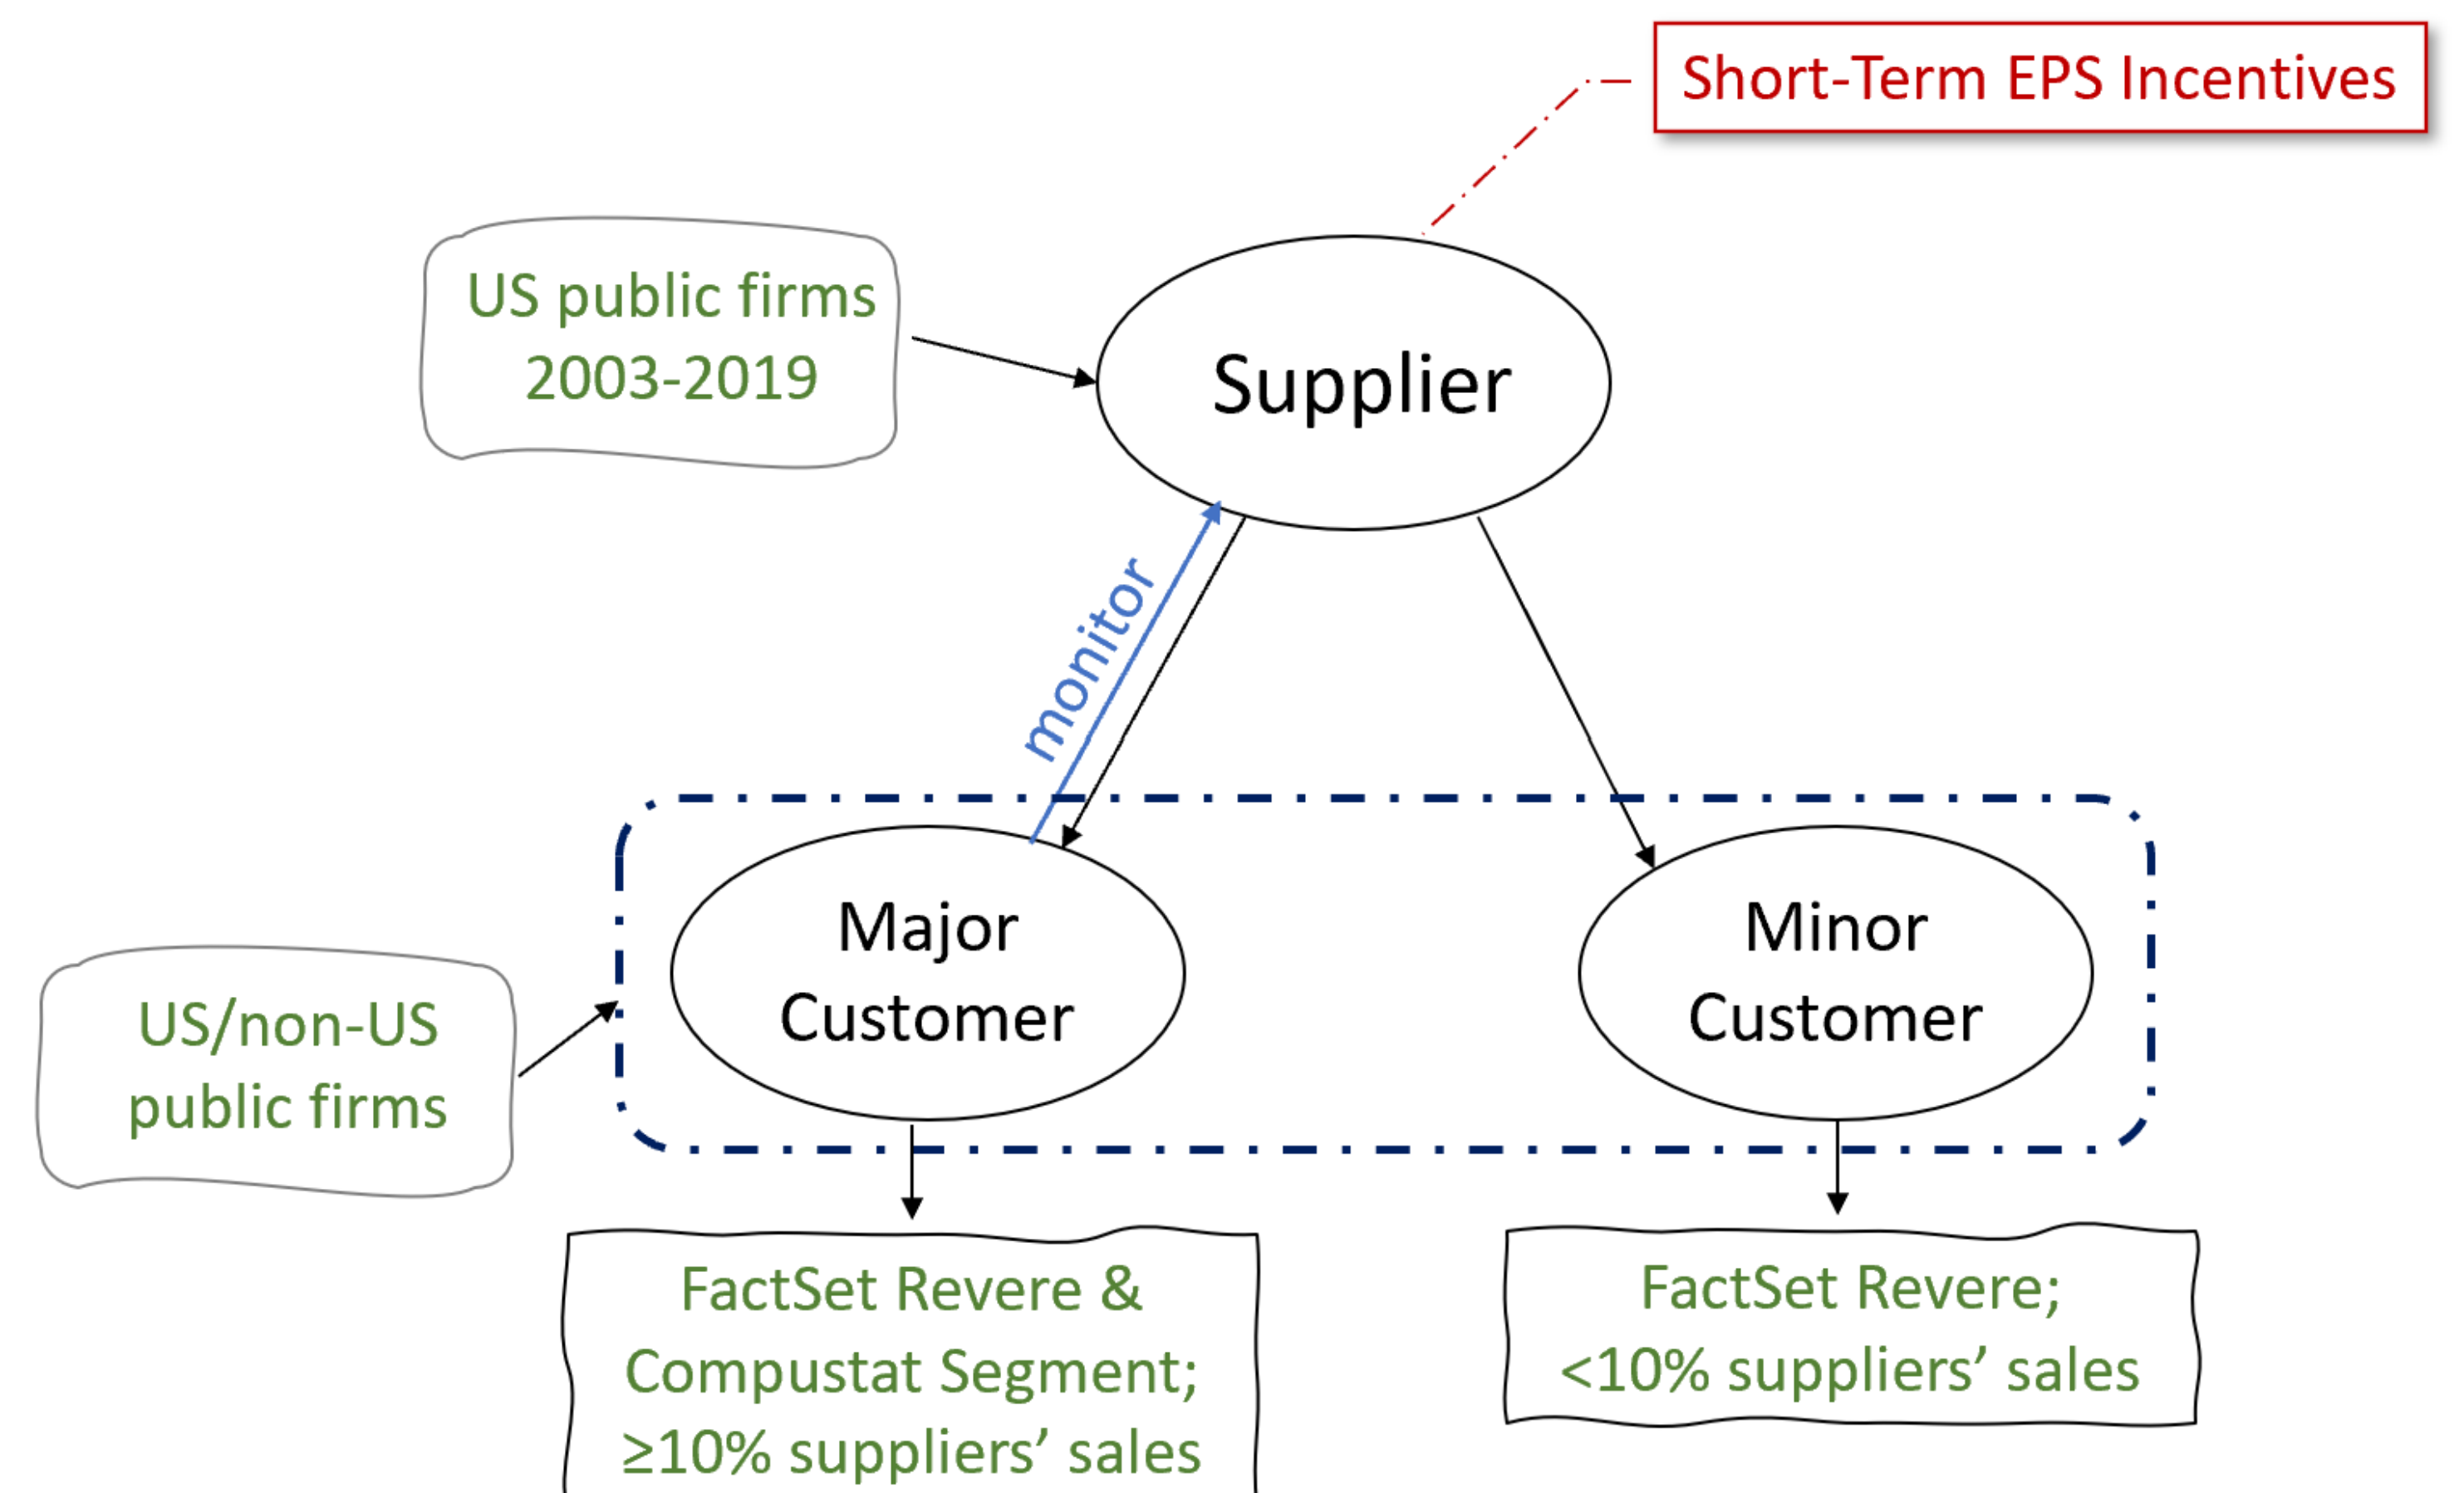 Short-Term EPS Incentives
US public firms
2003-2019
Supplier
monitor
Major
Customer
Minor
Customer
US/non-US
public firms
FactSet Revere &
Compustat Segment;
≥10% suppliers’ sales
FactSet Revere;
<10% suppliers’ sales